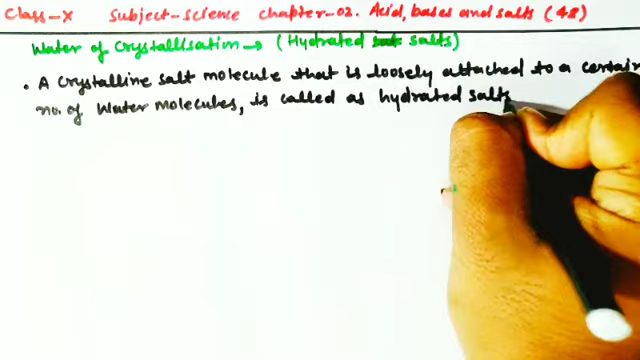 Class-X Subject-Science chapter-02. Acid, bases and salts (48)
Water of Crystallisation → (Hydrated salts)
• A crystalline salt molecule that is loosely attached to a certain
no. of Water molecules, is called as hydrated salts